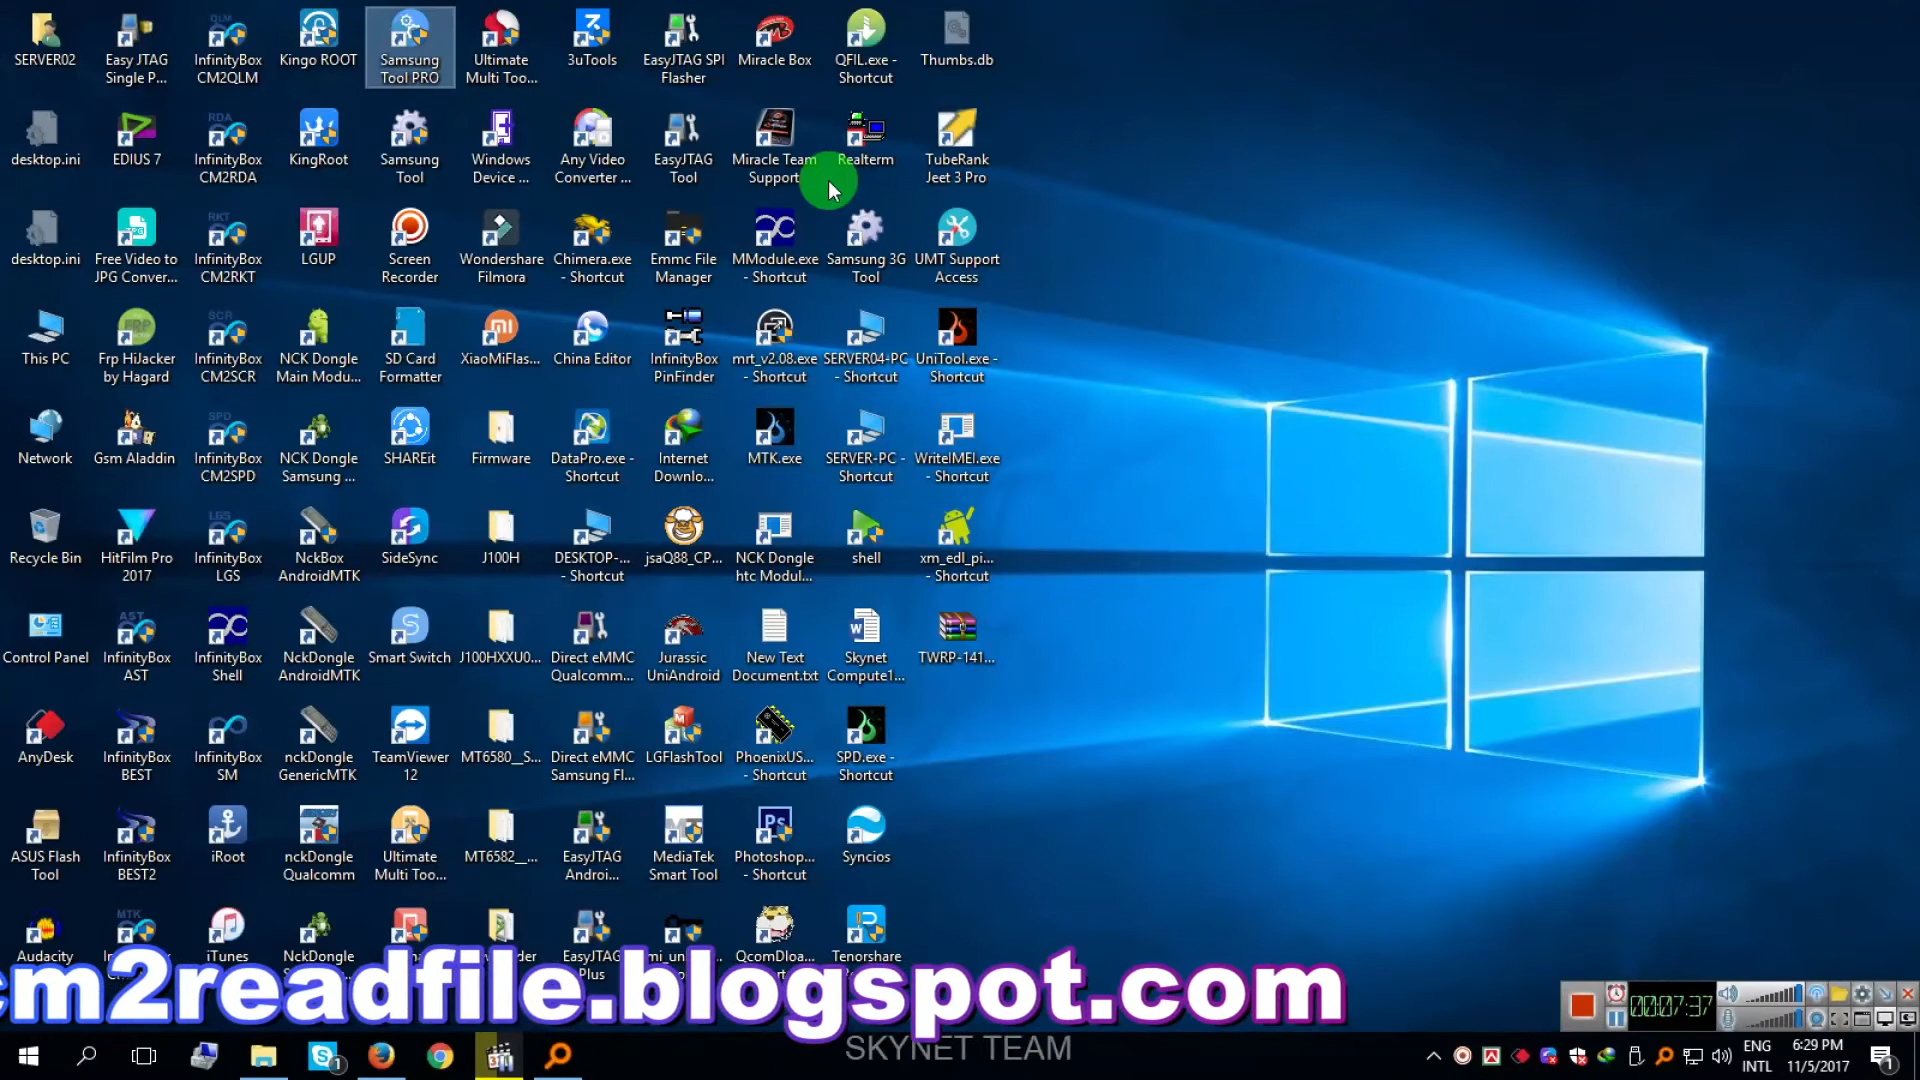 SERVER02
Easy JTAG
Single P...
InfinityBox
CM2QLM
Kingo ROOT
Samsung
Tool PRO
Ultimate
Multi Too...
3uTools
EasyJTAG SPI
Flasher
Miracle Box
QFIL.exe -
Shortcut
Thumbs.db
desktop.ini
EDIUS 7
InfinityBox
CM2RDA
KingRoot
Samsung
Tool
Windows
Device ...
Any Video
Converter ...
EasyJTAG
Tool
Miracle Team
Support
Realterm
TubeRank
Jeet 3 Pro
desktop.ini
Free Video to
JPG Conver...
InfinityBox
CM2RKT
LGUP
Screen
Recorder
Wondershare
Filmora
Chimera.exe
- Shortcut
Emmc File
Manager
MModule.exe
- Shortcut
Samsung 3G
Tool
UMT Support
Access
This PC
Frp HiJacker
by Hagard
InfinityBox
CM2SCR
NCK Dongle
Main Modu...
SD Card
Formatter
XiaoMiFlas...
China Editor
InfinityBox
PinFinder
mrt_v2.08.exe
- Shortcut
SERVER04-PC
- Shortcut
UniTool.exe -
Shortcut
Network
Gsm Aladdin
InfinityBox
CM2SPD
NCK Dongle
Samsung ...
SHAREit
Firmware
DataPro.exe -
Shortcut
Internet
Downlo...
MTK.exe
SERVER-PC -
Shortcut
WriteIMEI.exe
- Shortcut
Recycle Bin
HitFilm Pro
2017
InfinityBox
LGS
NckBox
AndroidMTK
SideSync
J100H
DESKTOP-...
- Shortcut
jsaQ88_CP...
NCK Dongle
htc Modul...
shell
xm_edl_pi...
- Shortcut
Control Panel
InfinityBox
AST
InfinityBox
Shell
NckDongle
AndroidMTK
Smart Switch
J100HXXU0...
Direct eMMC
Qualcomm...
Jurassic
UniAndroid
New Text
Document.txt
Skynet
Compute1...
TWRP-141...
AnyDesk
InfinityBox
BEST
InfinityBox
SM
nckDongle
GenericMTK
TeamViewer
12
MT6580__S...
Direct eMMC
Samsung Fl...
LGFlashTool
PhoenixUS...
- Shortcut
SPD.exe -
Shortcut
ASUS Flash
Tool
InfinityBox
BEST2
iRoot
nckDongle
Qualcomm
Ultimate
Multi Too...
MT6582__...
EasyJTAG
Androi...
MediaTek
Smart Tool
Photoshop...
- Shortcut
Syncios
Audacity
iTunes
NckDongle
EasyJTAG
Plus
QcomDloa...
Tenorshare
cm2readfile.blogspot.com
00:07:37
SKYNET TEAM
ENG
INTL
6:29 PM
11/5/2017